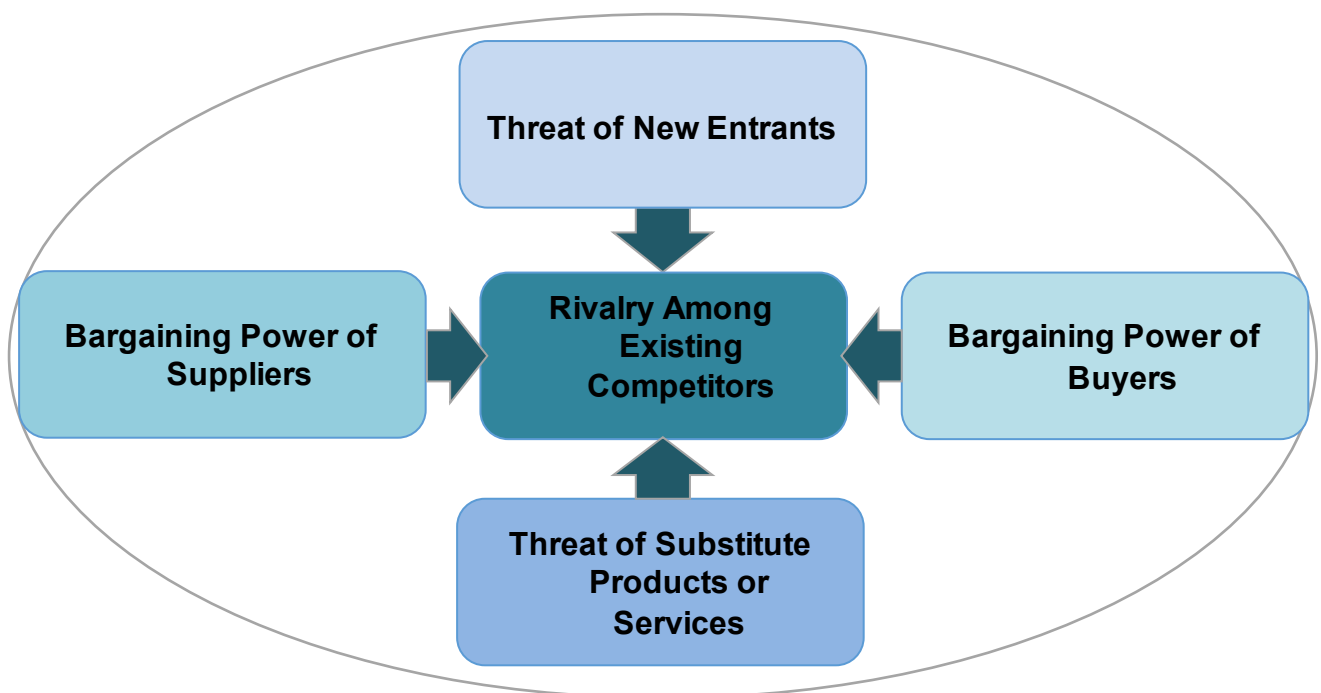 Threat of New Entrants
Bargaining Power of
Suppliers
Rivalry Among
Existing
Competitors
Bargaining Power of
Buyers
Threat of Substitute
Products or
Services